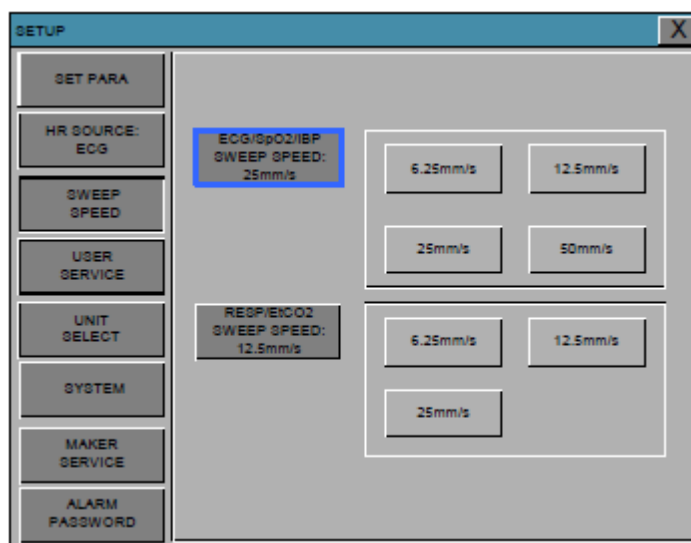 SETUP
X
SET PARA
HR SOURCE:
ECG
SWEEP
SPEED
USER
SERVICE
UNIT
SELECT
SYSTEM
MAKER
SERVICE
ALARM
PASSWORD
ECG/SpO2/IBP
SWEEP SPEED:
25mm/s
6.25mm/s
12.5mm/s
25mm/s
50mm/s
RESP/EtCO2
SWEEP SPEED:
12.5mm/s
6.25mm/s
12.5mm/s
25mm/s